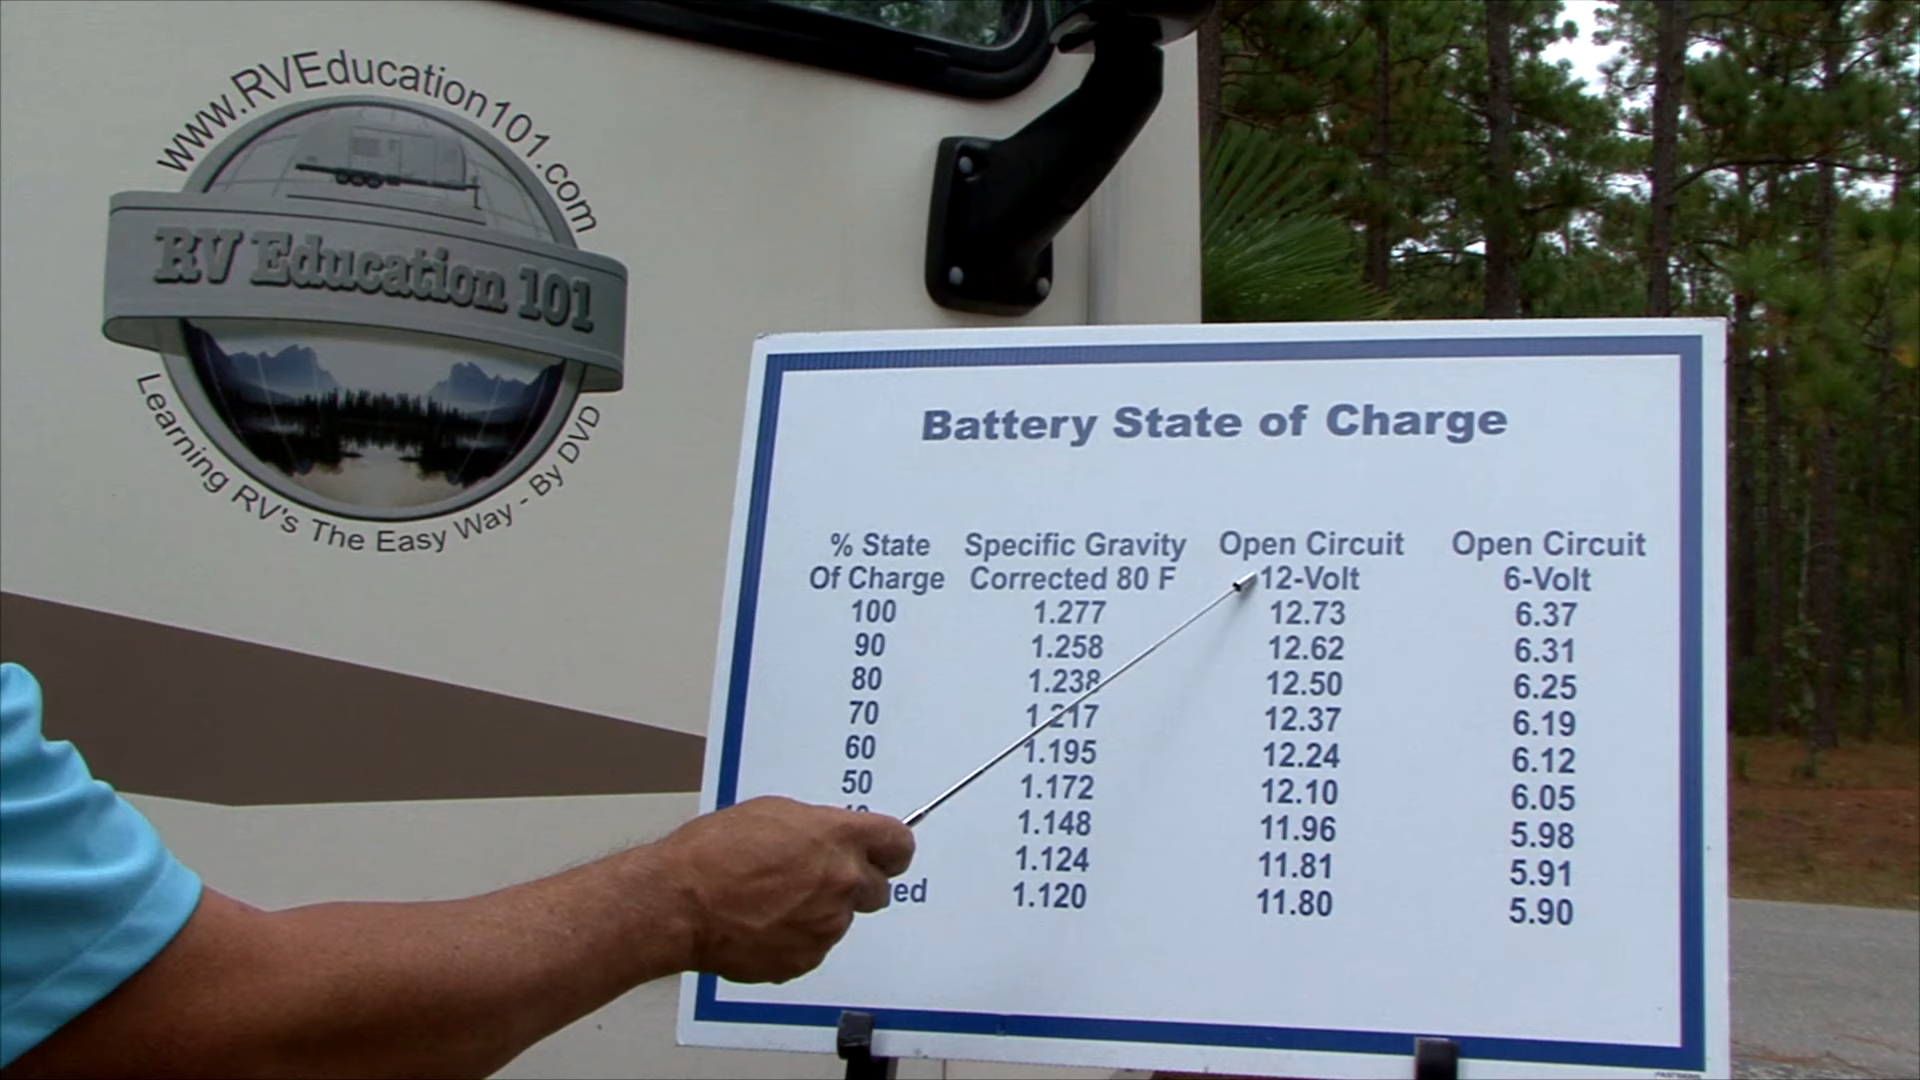 www.RVEducation101.com
RV Education 101
Learning RV's The Easy Way - By DVD
Battery State of Charge
% State Of Charge
Specific Gravity Corrected 80 F
Open Circuit 12-Volt
Open Circuit 6-Volt
100 1.277 12.73 6.37
90 1.258 12.62 6.31
80 1.238 12.50 6.25
70 1.217 12.37 6.19
60 1.195 12.24 6.12
50 1.172 12.10 6.05
1.148 11.96 5.98
1.124 11.81 5.91
1.120 11.80 5.90